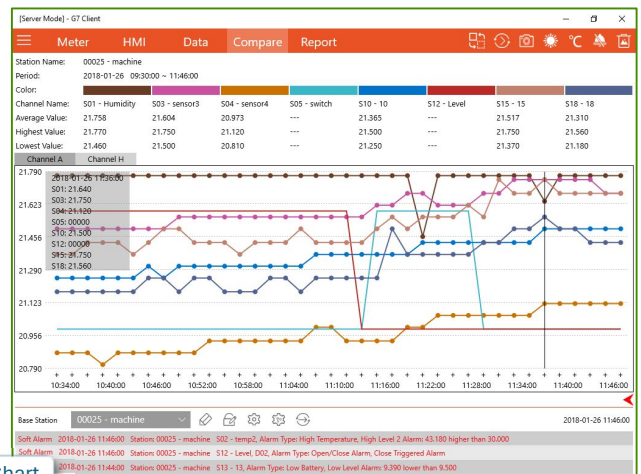 [Server Mode] - G7 Client
Meter HMI Data Compare Report °C
Station Name: 00025 - machine
Period: 2018-01-26 09:30:00 ~ 11:46:00
Color:
Channel Name: S01 - Humidity S03 - sensor3 S04 - sensor4 S05 - switch S10 - 10 S12 - Level S15 - 15 S18 - 18
Average Value: 21.758 21.604 20.973 --- 21.365 --- 21.517 21.310
Highest Value: 21.770 21.750 21.120 --- 21.500 --- 21.750 21.560
Lowest Value: 21.460 21.500 20.810 --- 21.250 --- 21.370 21.180
Channel A Channel H
21.790
2018-01-26 11:36:00
S01: 21.640
S03: 21.750
21.623
S04: 21.120
S05: 00000
S10: 21.500
21.456
S12: 00000
S15: 21.750
S18: 21.560
21.290
21.123
20.956
20.790
10:34:00 10:40:00 10:46:00 10:52:00 10:58:00 11:04:00 11:10:00 11:16:00 11:22:00 11:28:00 11:34:00 11:40:00 11:46:00
Base Station 00025 - machine 2018-01-26 11:46:00
Soft Alarm 2018-01-26 11:46:00 Station: 00025 - machine S02 - temp2, Alarm Type: High Temperature, High Level 2 Alarm: 43.180 higher than 30.000
Soft Alarm 2018-01-26 11:46:00 Station: 00025 - machine S12 - Level, D02, Alarm Type: Open/Close Alarm, Close Triggered Alarm
Chart 2018-01-26 11:46:00 Station: 00025 - machine S13 - 13, Alarm Type: Low Battery, Low Level Alarm: 9.390 lower than 9.500